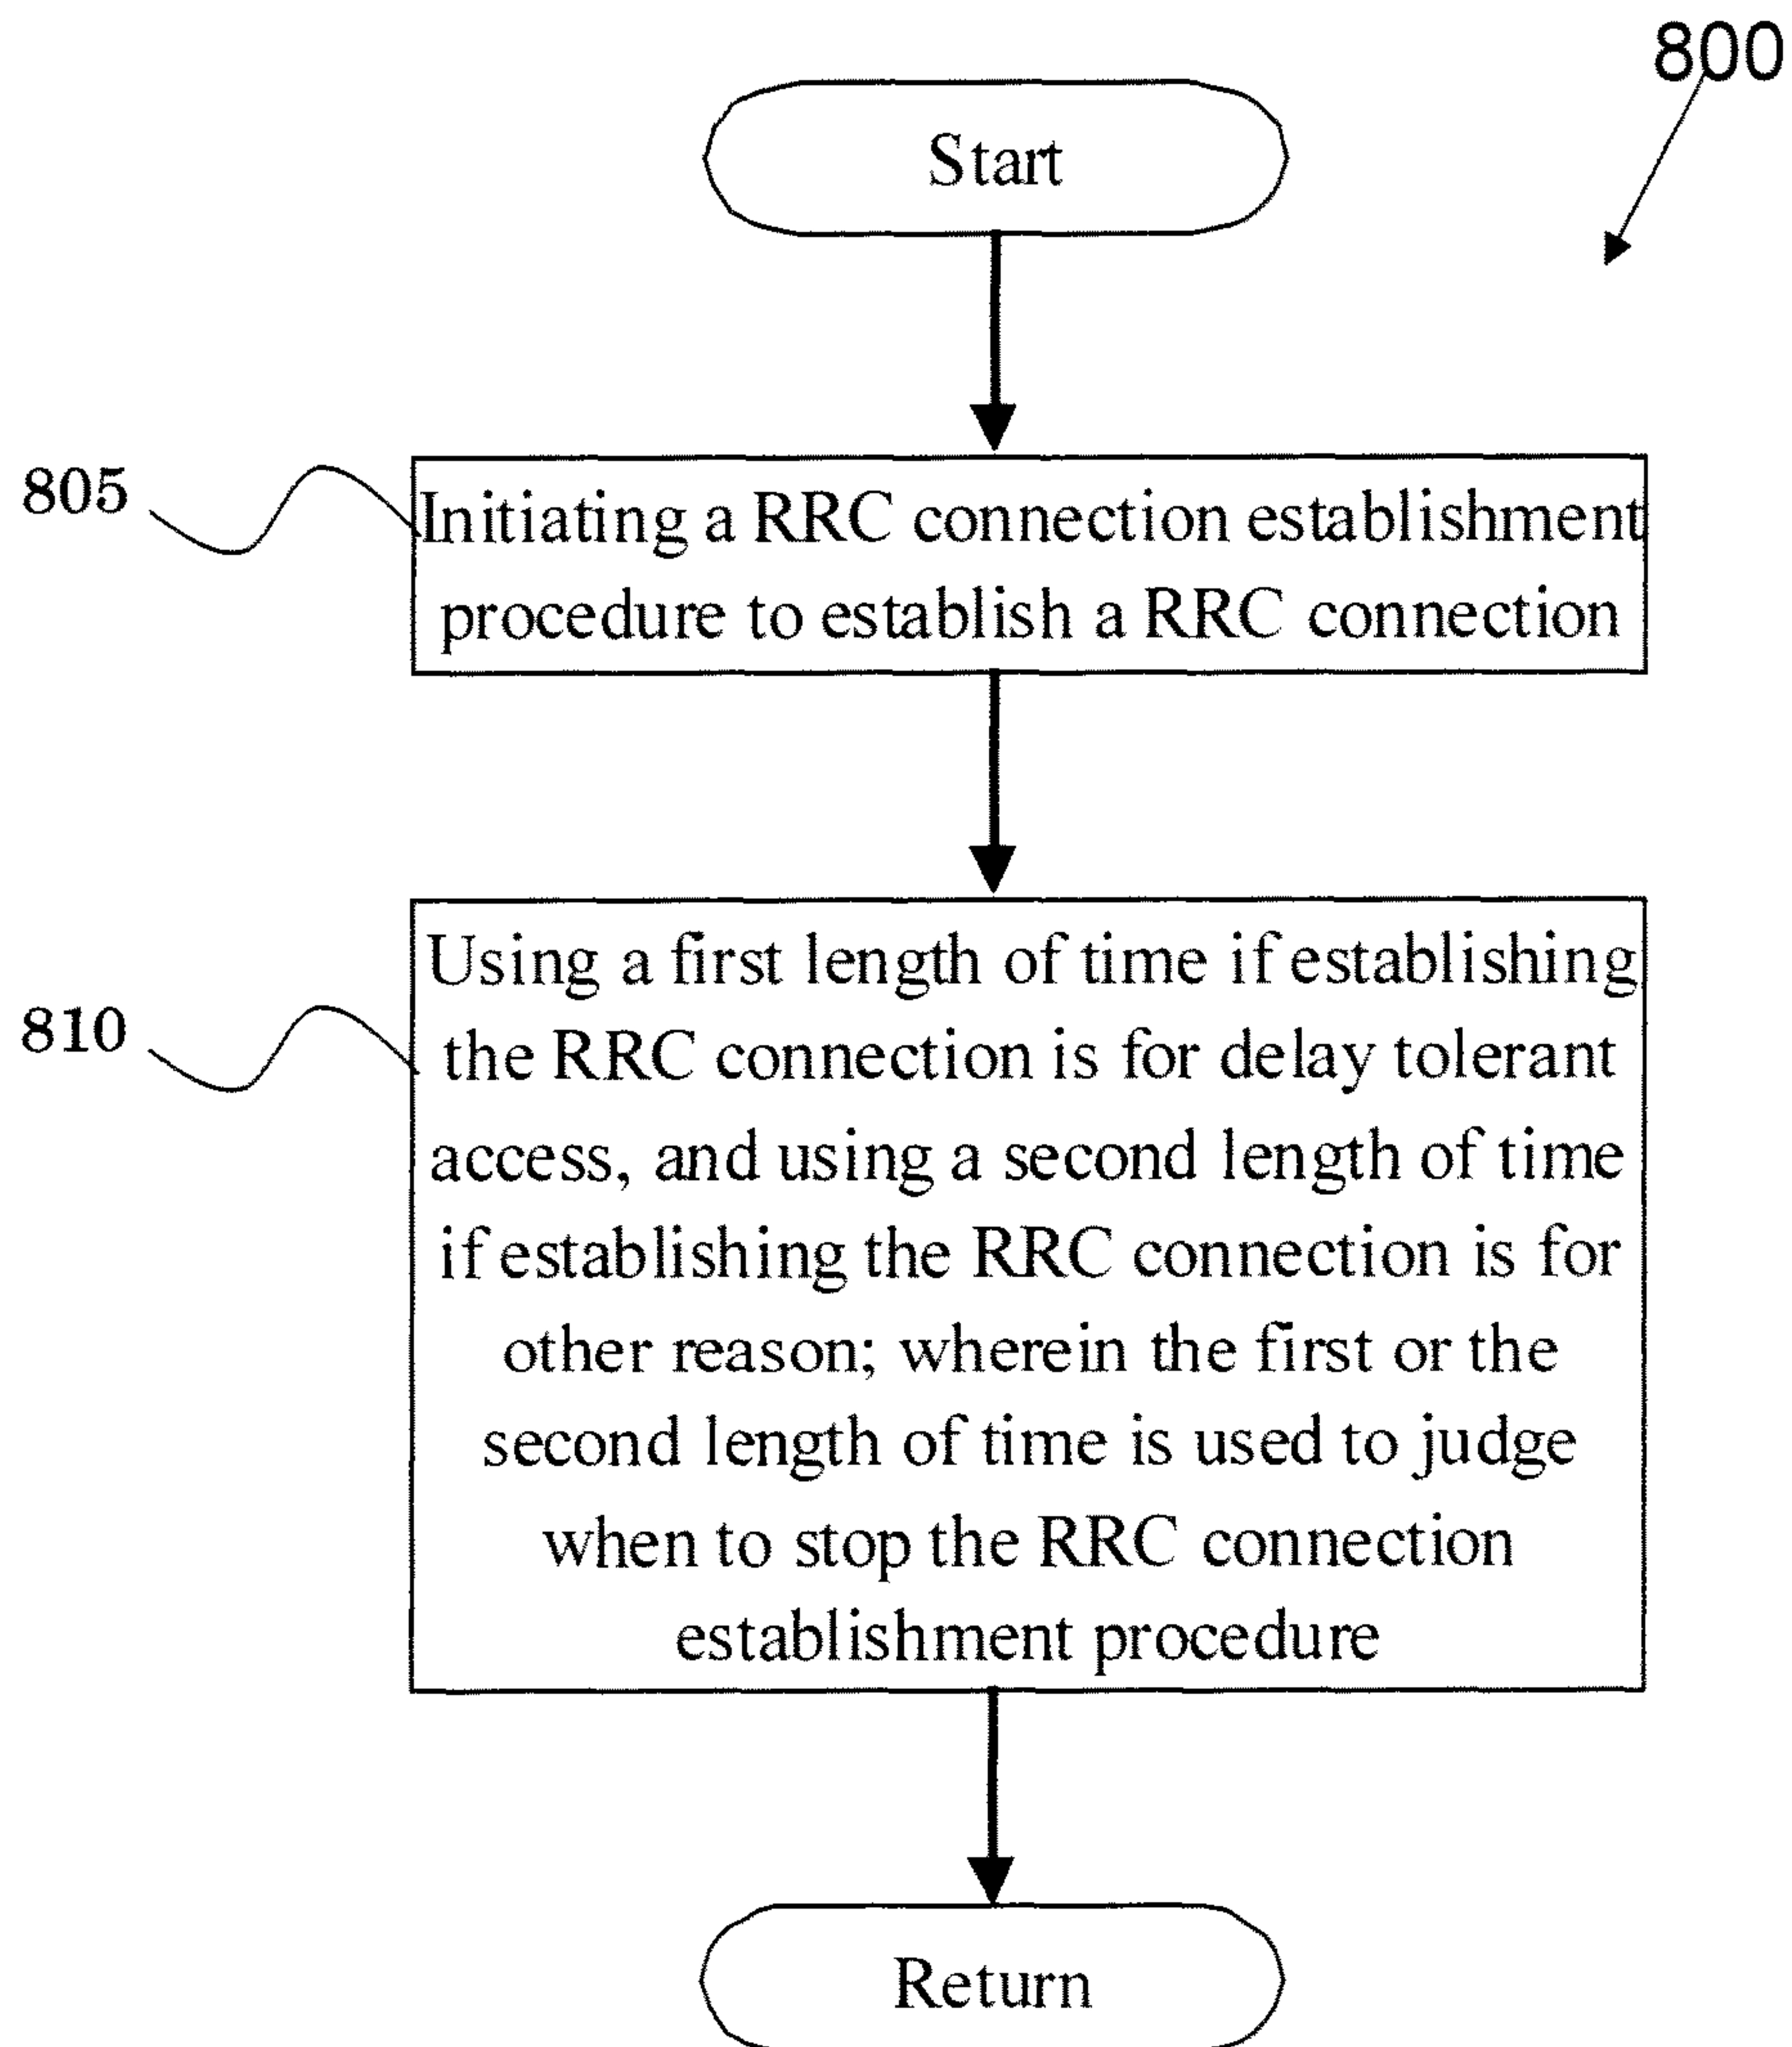 800
Start
805
Initiating a RRC connection establishment
procedure to establish a RRC connection
810
Using a first length of time if establishing
the RRC connection is for delay tolerant
access, and using a second length of time
if establishing the RRC connection is for
other reason; wherein the first or the
second length of time is used to judge
when to stop the RRC connection
establishment procedure
Return